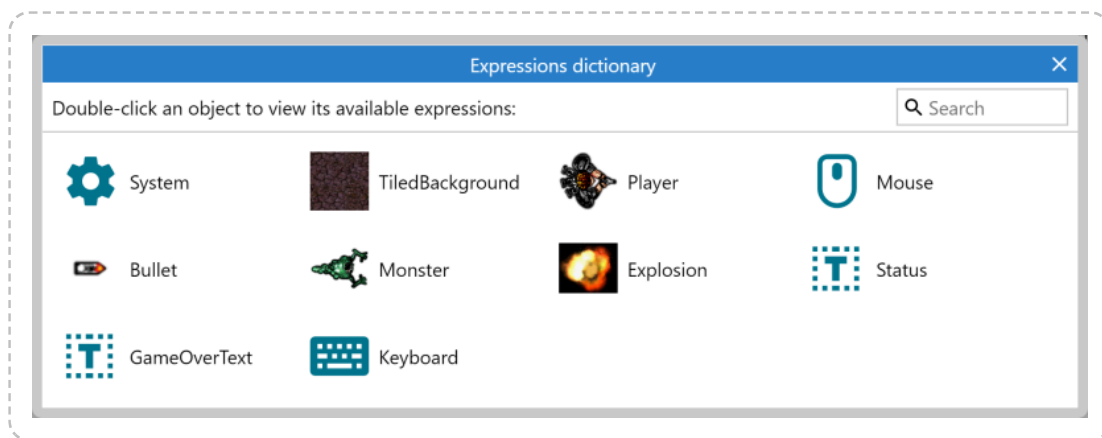 Expressions dictionary
Double-click an object to view its available expressions:
Search
System
TiledBackground
Player
Mouse
Bullet
Monster
Explosion
Status
GameOverText
Keyboard